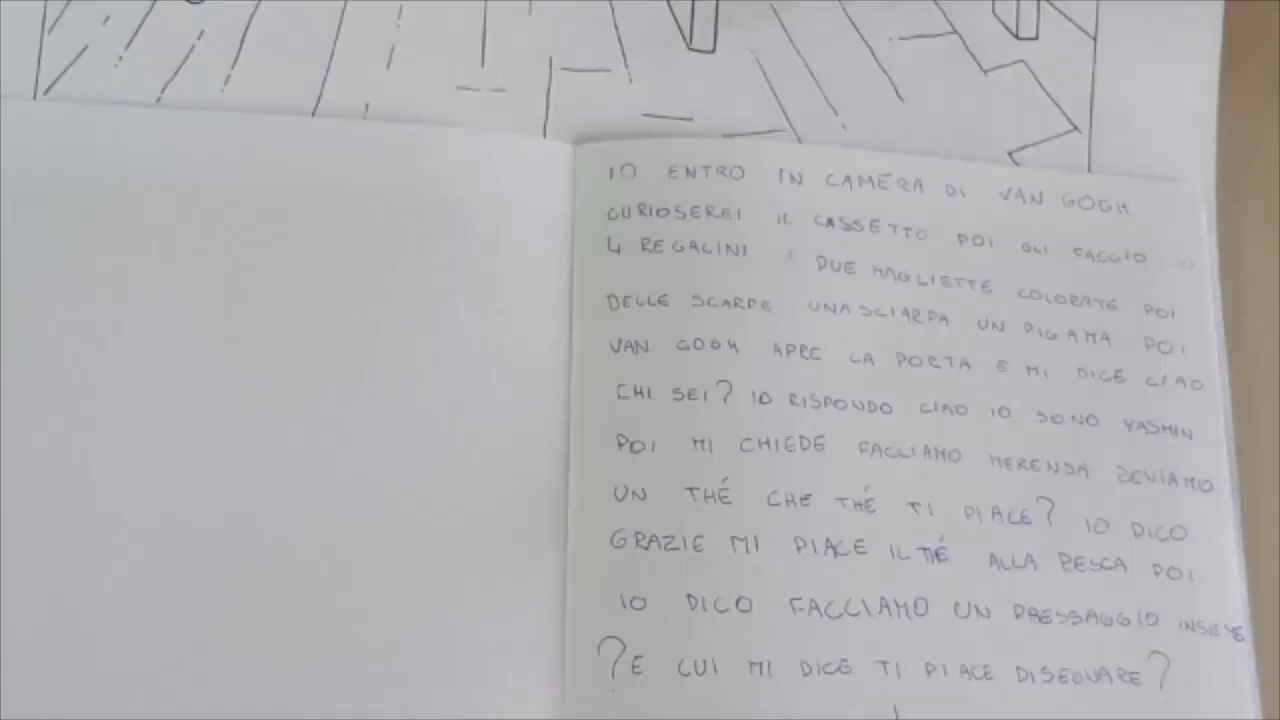 IO ENTRO IN CAMERA DI VAN GOGH
CURIOSEREI IL CASSETTO POI GLI FACCIO
4 REGALINI DUE MAGLIETTE COLORATE POI
DELLE SCARPE UNA SCIARPA UN PIGAMA POI
VAN GOGH APRE LA PORTA E MI DICE CIAO
CHI SEI? IO RISPONDO CIAO IO SONO YASMIN
POI MI CHIEDE FACCIAMO MERENDA BEVIAMO
UN THÉ CHE THÉ TI PIACE? IO DICO
GRAZIE MI PIACE IL THÉ ALLA PESCA POI
IO DICO FACCIAMO UN PAESSAGGIO INSIEME
? E LUI MI DICE TI PIACE DISEGNARE?